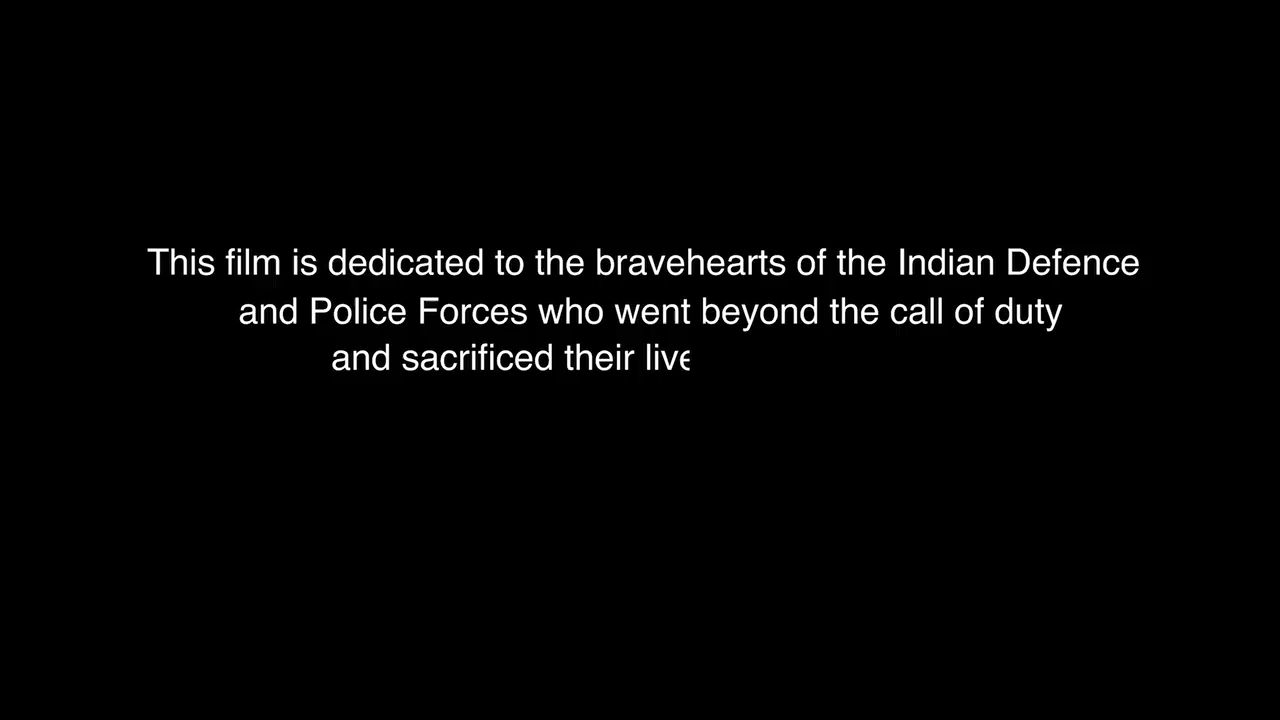 This film is dedicated to the bravehearts of the Indian Defence
and Police Forces who went beyond the call of duty
and sacrificed their live